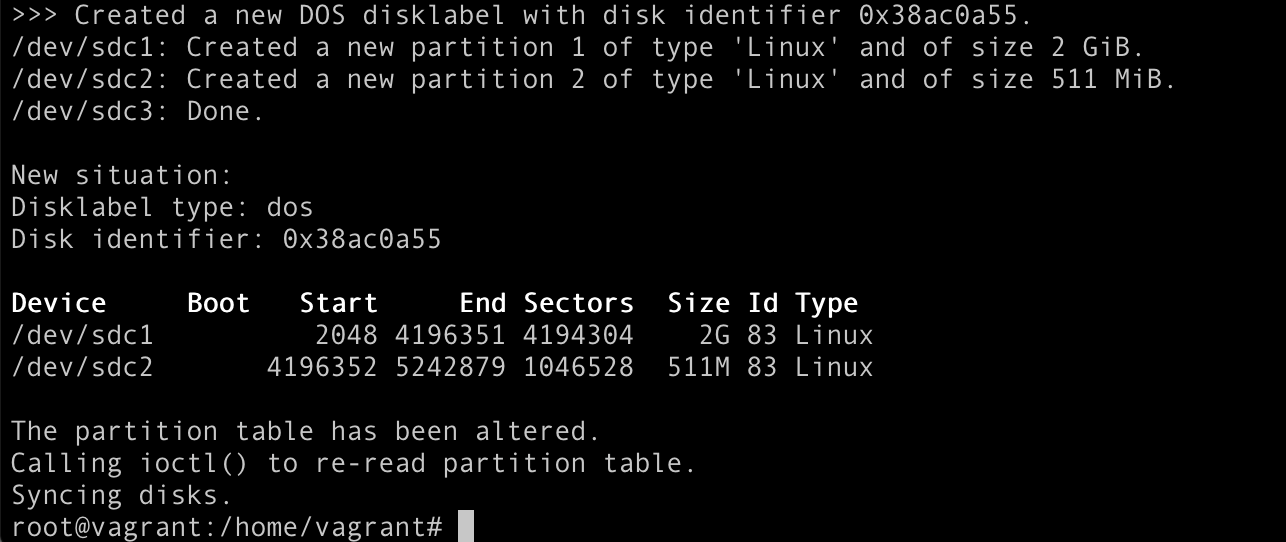 >>> Created a new DOS disklabel with disk identifier 0x38ac0a55.
/dev/sdc1: Created a new partition 1 of type 'Linux' and of size 2 GiB.
/dev/sdc2: Created a new partition 2 of type 'Linux' and of size 511 MiB.
/dev/sdc3: Done.

New situation:
Disklabel type: dos
Disk identifier: 0x38ac0a55

Device     Boot   Start     End Sectors  Size Id Type
/dev/sdc1          2048 4196351 4194304    2G 83 Linux
/dev/sdc2       4196352 5242879 1046528  511M 83 Linux

The partition table has been altered.
Calling ioctl() to re-read partition table.
Syncing disks.
root@vagrant:/home/vagrant#